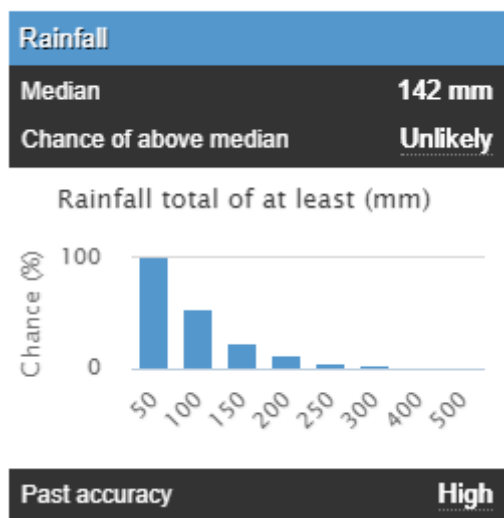 Rainfall
Median 142 mm
Chance of above median Unlikely
Rainfall total of at least (mm)
Chance (%)
100
0
50 100 150 200 250 300 400 500
Past accuracy High